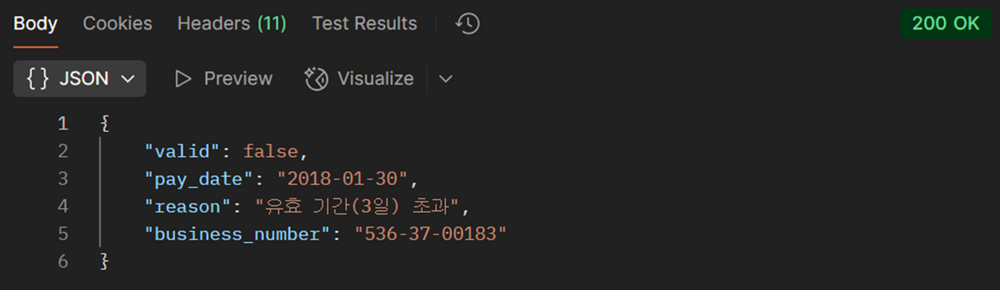 Body Cookies Headers (11) Test Results 200 OK
{} JSON Preview Visualize
1 {
2 "valid": false,
3 "pay_date": "2018-01-30",
4 "reason": "유효 기간(3일) 초과",
5 "business_number": "536-37-00183"
6 }